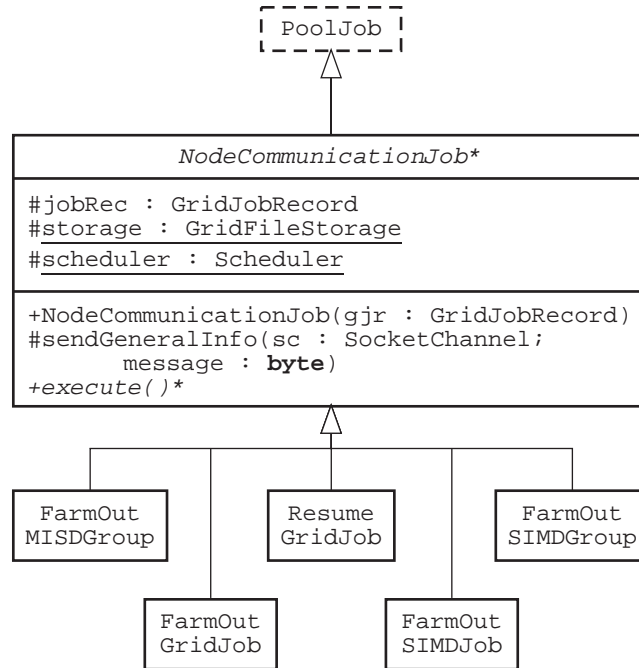 PoolJob
NodeCommunicationJob*
#jobRec : GridJobRecord
#storage : GridFileStorage
#scheduler : Scheduler
+NodeCommunicationJob(gjr : GridJobRecord)
#sendGeneralInfo(sc : SocketChannel;
message : byte)
+execute()*
FarmOut
MISDGroup
Resume
GridJob
FarmOut
SIMDGroup
FarmOut
GridJob
FarmOut
SIMDJob